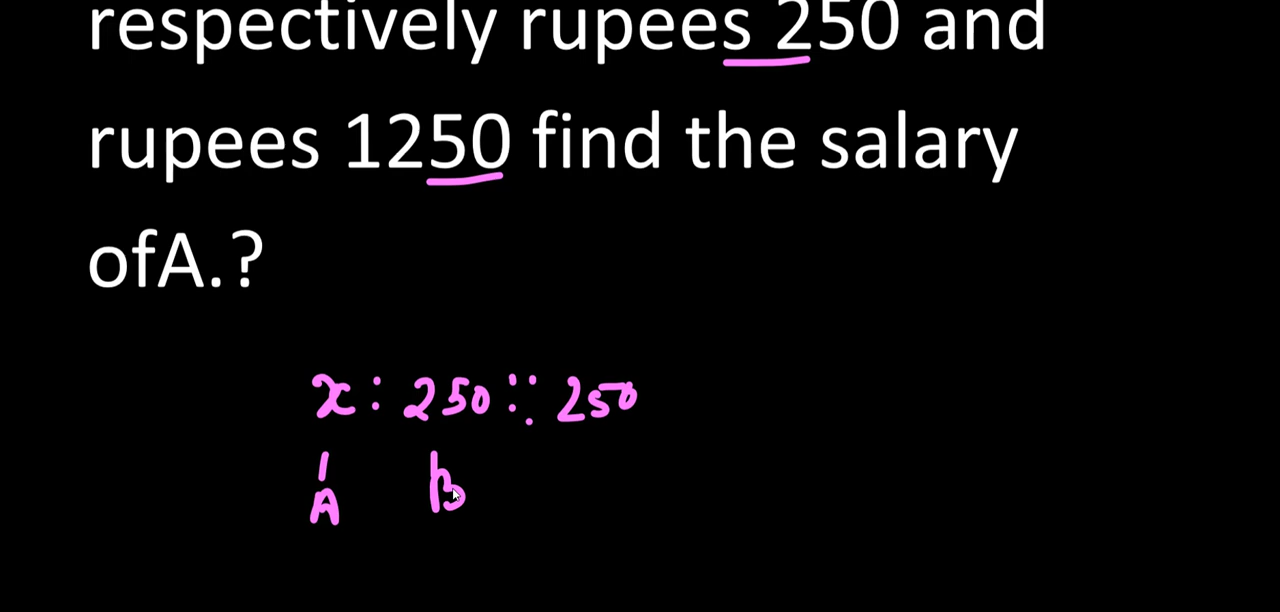 respectively rupees 250 and
rupees 1250 find the salary
ofA.?
x : 250 :: 250
A B